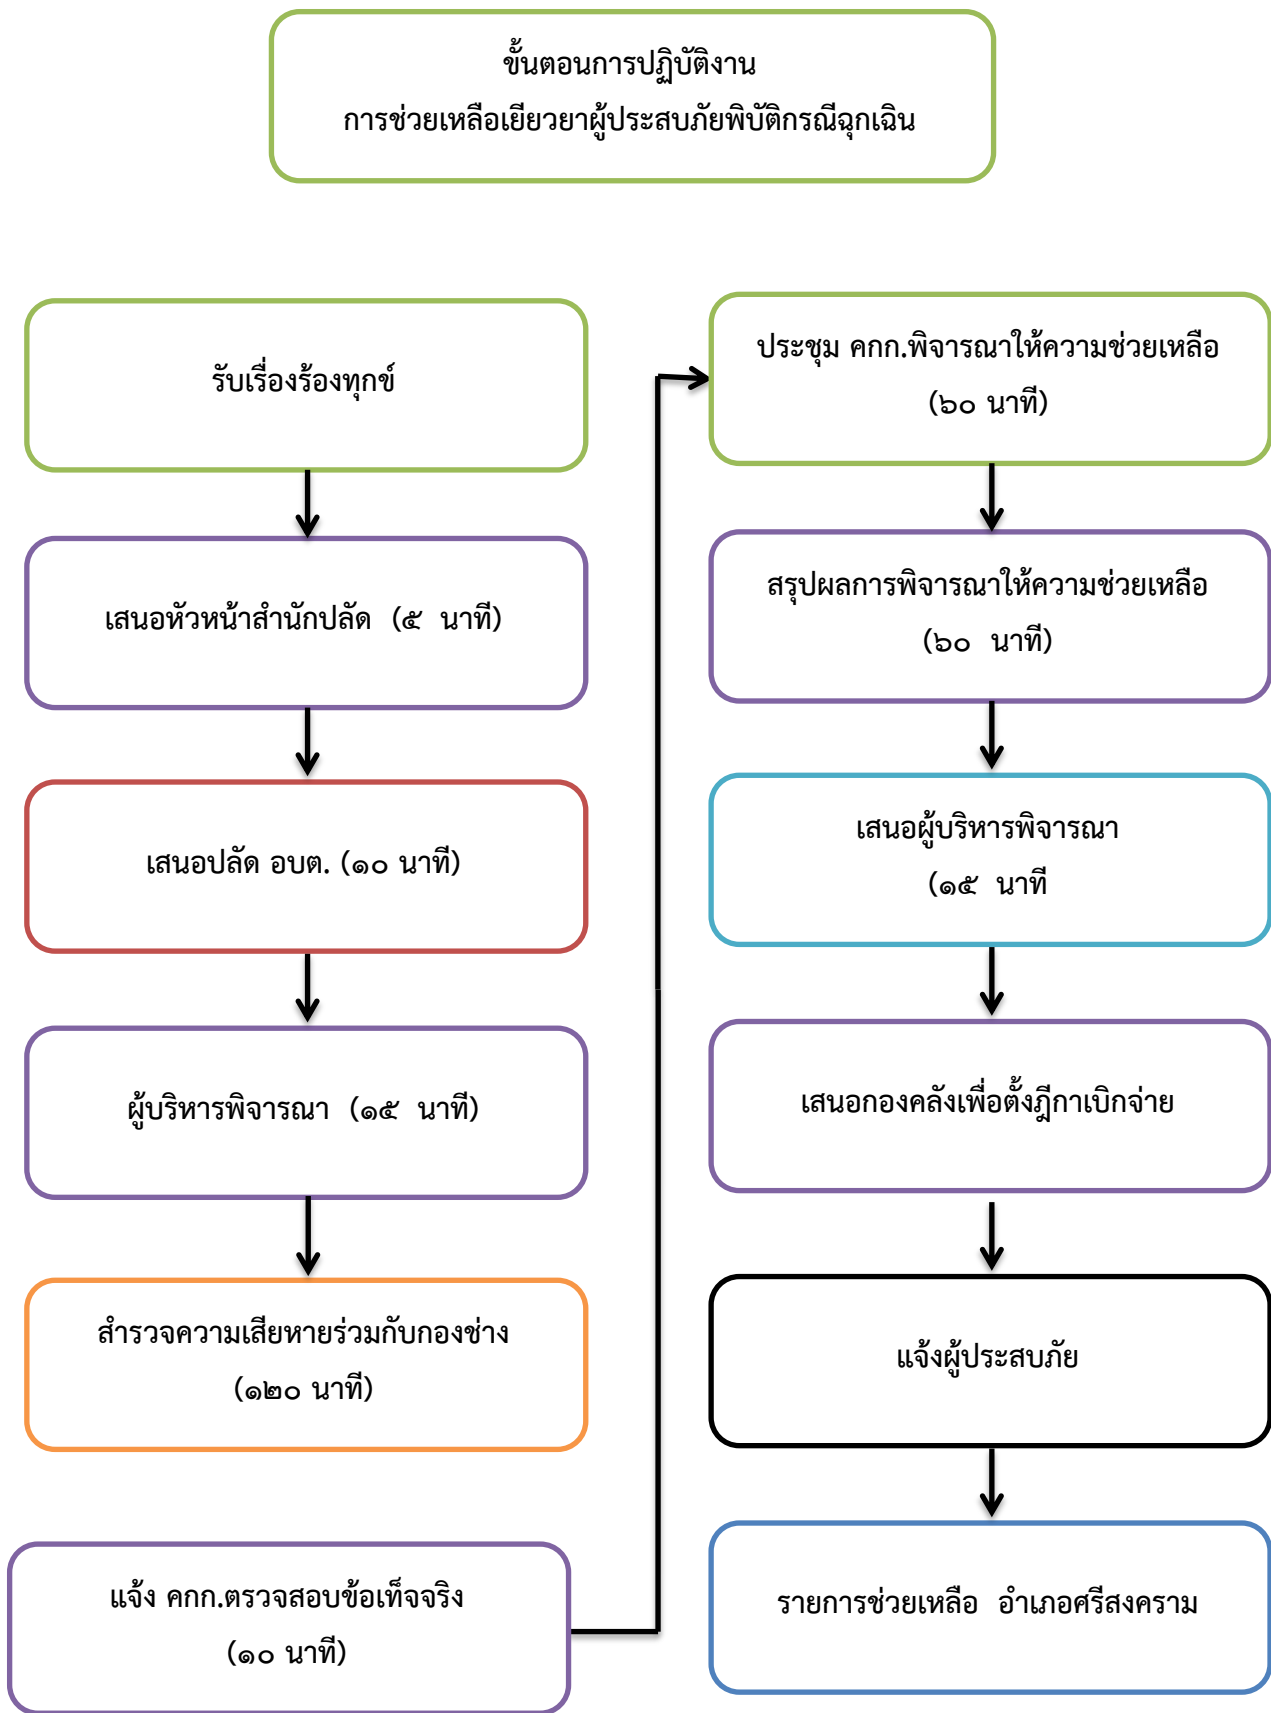 ขั้นตอนการปฏิบัติงาน
การช่วยเหลือเยียวยาผู้ประสบภัยพิบัติกรณีฉุกเฉิน
รับเรื่องร้องทุกข์
เสนอหัวหน้าสำนักปลัด (๕ นาที)
เสนอปลัด อบต. (๑๐ นาที)
ผู้บริหารพิจารณา (๑๕ นาที)
สำรวจความเสียหายร่วมกับกองช่าง
(๑๒๐ นาที)
แจ้ง คกก.ตรวจสอบข้อเท็จจริง
(๑๐ นาที)
ประชุม คกก.พิจารณาให้ความช่วยเหลือ
(๖๐ นาที)
สรุปผลการพิจารณาให้ความช่วยเหลือ
(๖๐ นาที)
เสนอผู้บริหารพิจารณา
(๑๕ นาที
เสนอกองคลังเพื่อตั้งฎีกาเบิกจ่าย
แจ้งผู้ประสบภัย
รายการช่วยเหลือ อำเภอศรีสงคราม